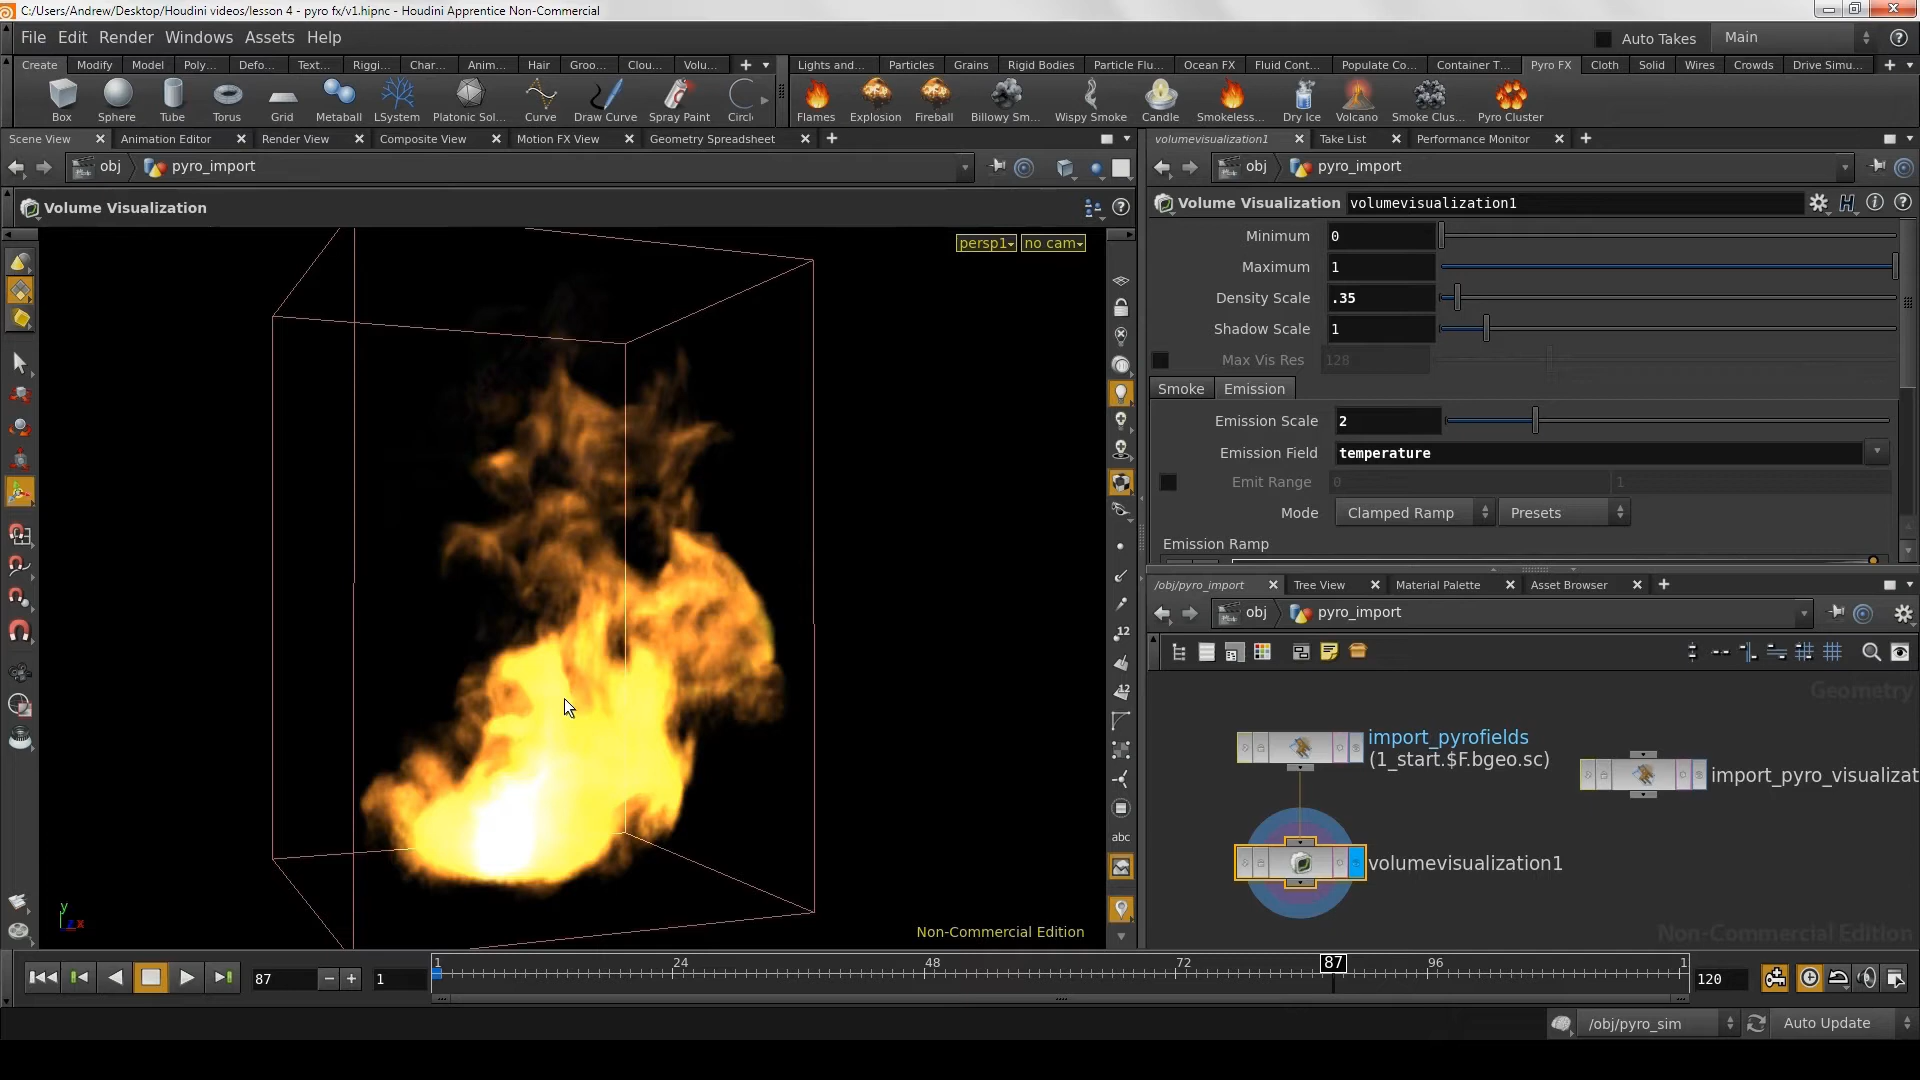 C:/Users/Andrew/Desktop/Houdini videos/lesson 4 - pyro fx/v1.hipnc - Houdini Apprentice Non-Commercial
File Edit Render Windows Assets Help
Auto Takes Main
Create Modify Model Poly... Defo... Text... Riggi... Char... Anim... Hair Groo... Clou... Volu...
Lights and... Particles Grains Rigid Bodies Particle Flu... Ocean FX Fluid Cont... Populate Co... Container T... Pyro FX Cloth Solid Wires Crowds Drive Simu...
Box Sphere Tube Torus Grid Metaball LSystem Platonic Sol... Curve Draw Curve Spray Paint Circl
Flames Explosion Fireball Billowy Sm... Wispy Smoke Candle Smokeless... Dry Ice Volcano Smoke Clus... Pyro Cluster
Scene View Animation Editor Render View Composite View Motion FX View Geometry Spreadsheet
volumevisualization1 Take List Performance Monitor
obj pyro_import
obj pyro_import
Volume Visualization
Volume Visualization volumevisualization1
persp1 no cam
Minimum 0
Maximum 1
Density Scale .35
Shadow Scale 1
Max Vis Res 128
Smoke Emission
Emission Scale 2
Emission Field temperature
Emit Range 0 1
Mode Clamped Ramp Presets
Emission Ramp
/obj/pyro_import Tree View Material Palette Asset Browser
obj pyro_import
12
12
abc
Geometry
import_pyrofields
(1_start.$F.bgeo.sc)
import_pyro_visualizat
volumevisualization1
Non-Commercial Edition
y
z x
Non-Commercial Edition
87 1 1 24 48 72 87 96 1 120
/obj/pyro_sim Auto Update